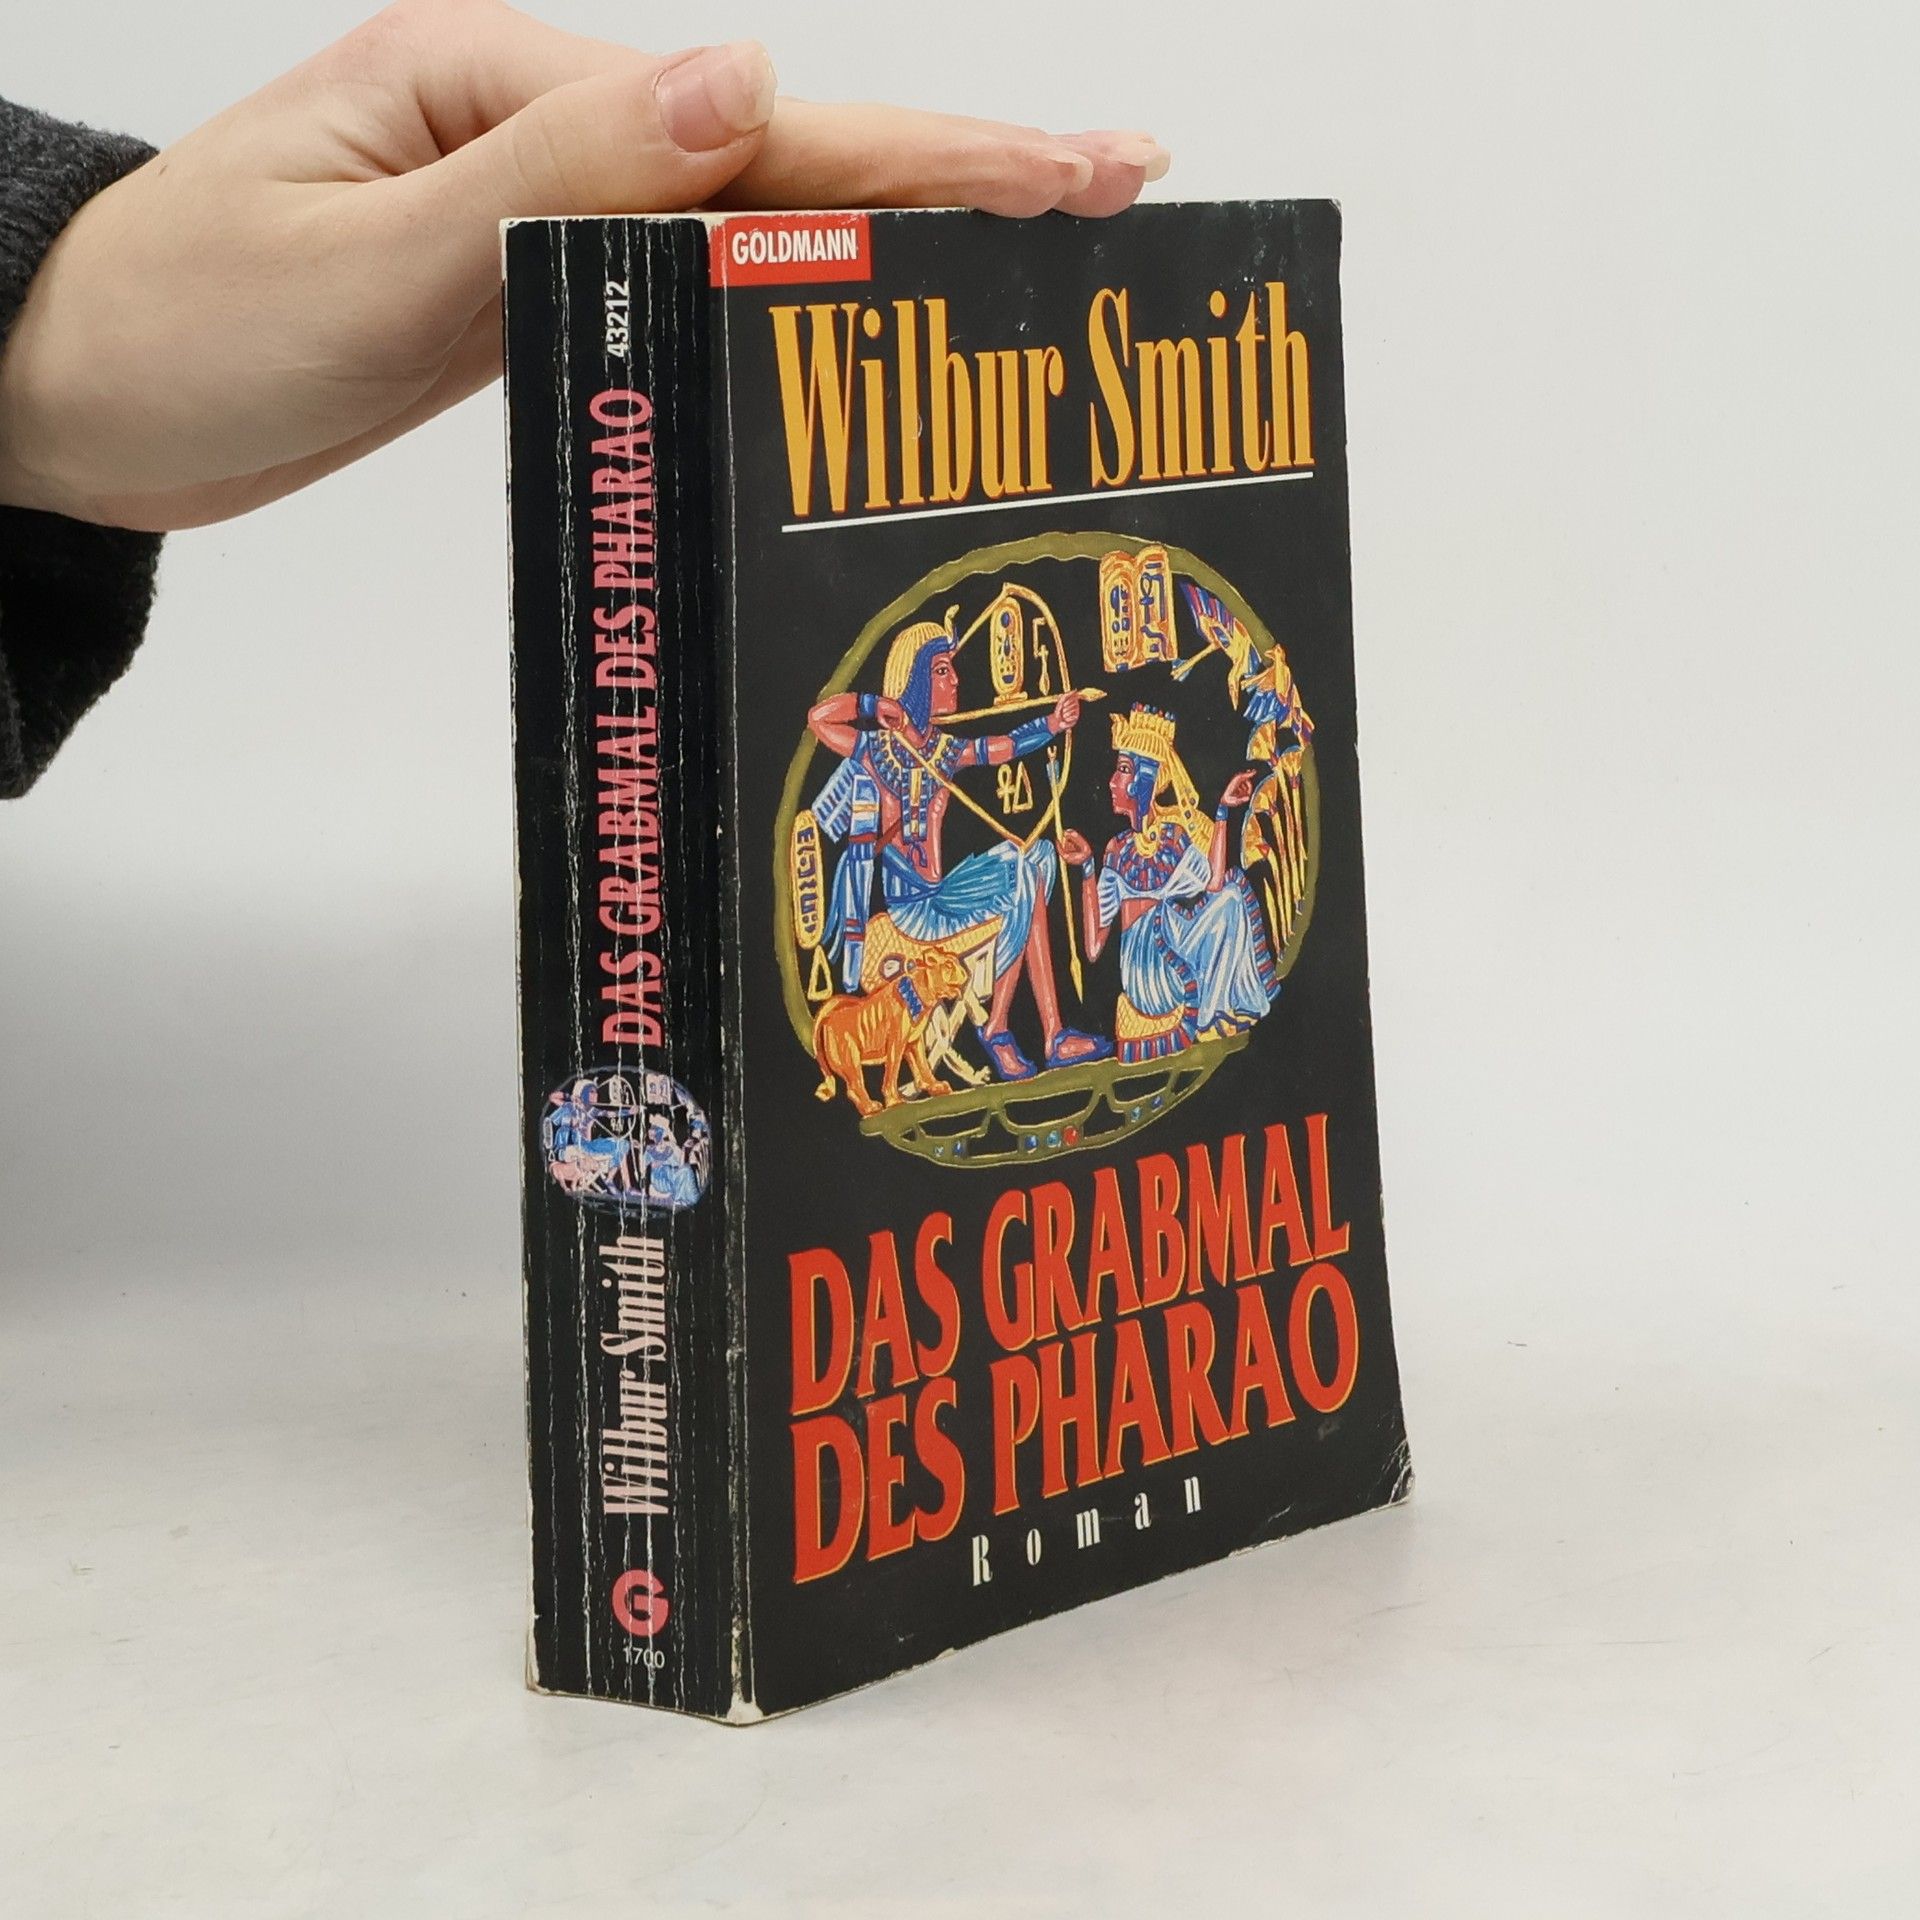 GOLDMANN
Wilbur Smith
DAS GRABMAL
DES PHARAO
Roman
Wilbur Smith
DAS GRABMAL DES PHARAO
43212
G
1700